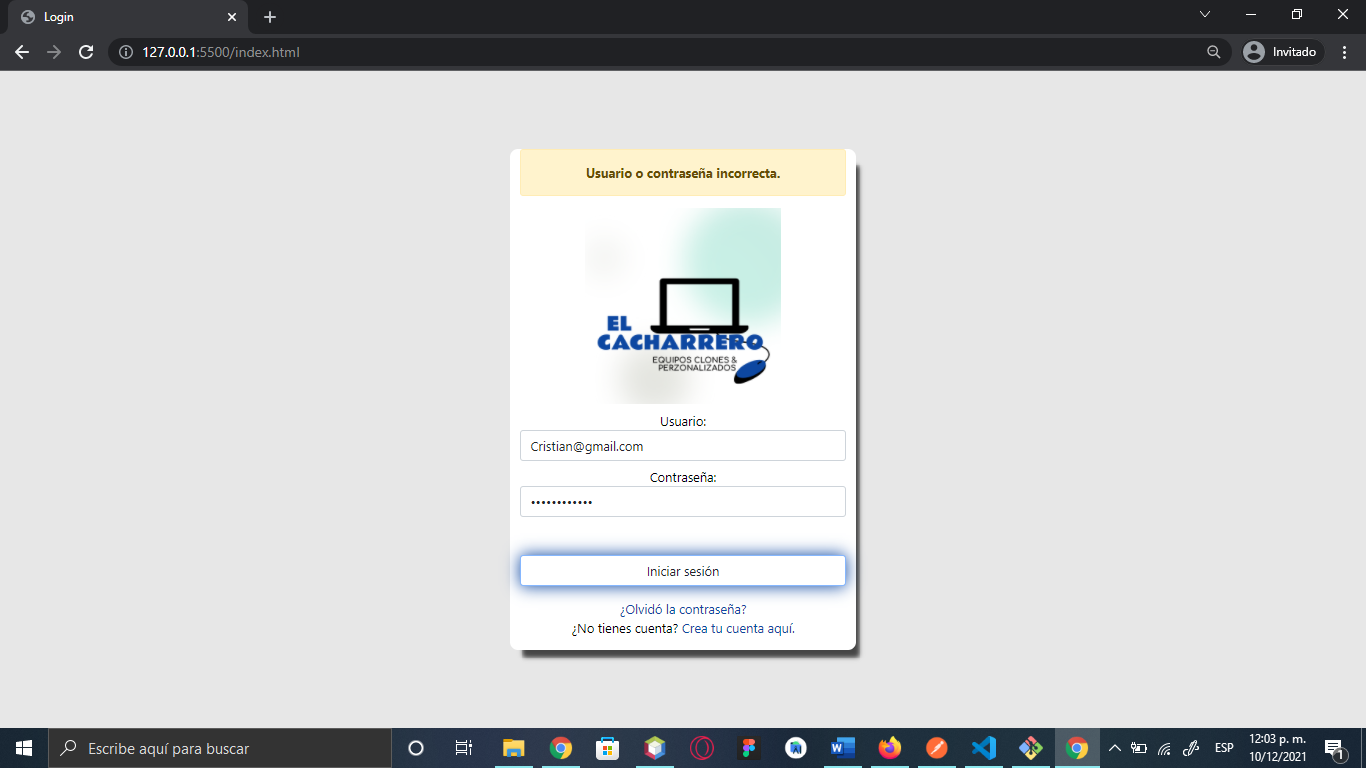 Login
127.0.0.1:5500/index.html
Invitado
Usuario o contraseña incorrecta.
EL
CACHARRERO
EQUIPOS CLONES &
PERZONALIZADOS
Usuario:
Cristian@gmail.com
Contraseña:
••••••••••••
Iniciar sesión
¿Olvidó la contraseña?
¿No tienes cuenta? Crea tu cuenta aquí.
Escribe aquí para buscar
ESP
12:03 p. m.
10/12/2021
1